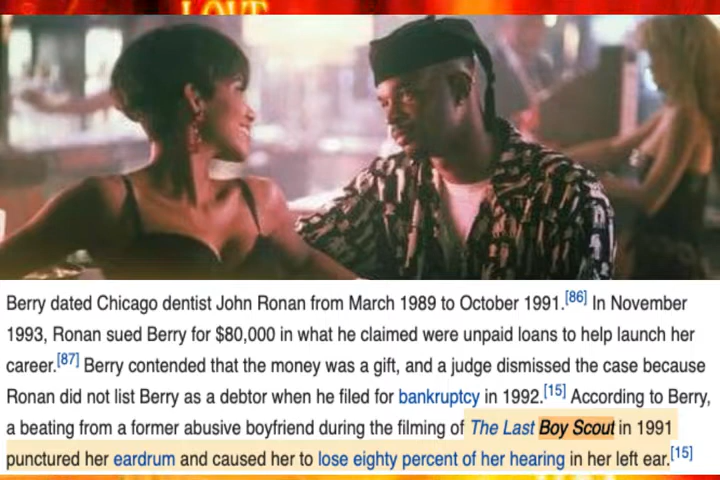 LOVE
Berry dated Chicago dentist John Ronan from March 1989 to October 1991.[86] In November
1993, Ronan sued Berry for $80,000 in what he claimed were unpaid loans to help launch her
career.[87] Berry contended that the money was a gift, and a judge dismissed the case because
Ronan did not list Berry as a debtor when he filed for bankruptcy in 1992.[15] According to Berry,
a beating from a former abusive boyfriend during the filming of The Last Boy Scout in 1991
punctured her eardrum and caused her to lose eighty percent of her hearing in her left ear.[15]